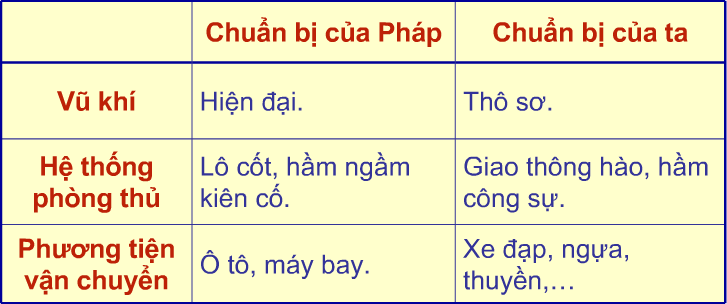 Chuẩn bị của Pháp
Chuẩn bị của ta
Vũ khí
Hiện đại.
Thô sơ.
Hệ thống
phòng thủ
Lô cốt, hầm ngầm
kiên cố.
Giao thông hào, hầm
công sự.
Phương tiện
vận chuyển
Ô tô, máy bay.
Xe đạp, ngựa,
thuyền,…